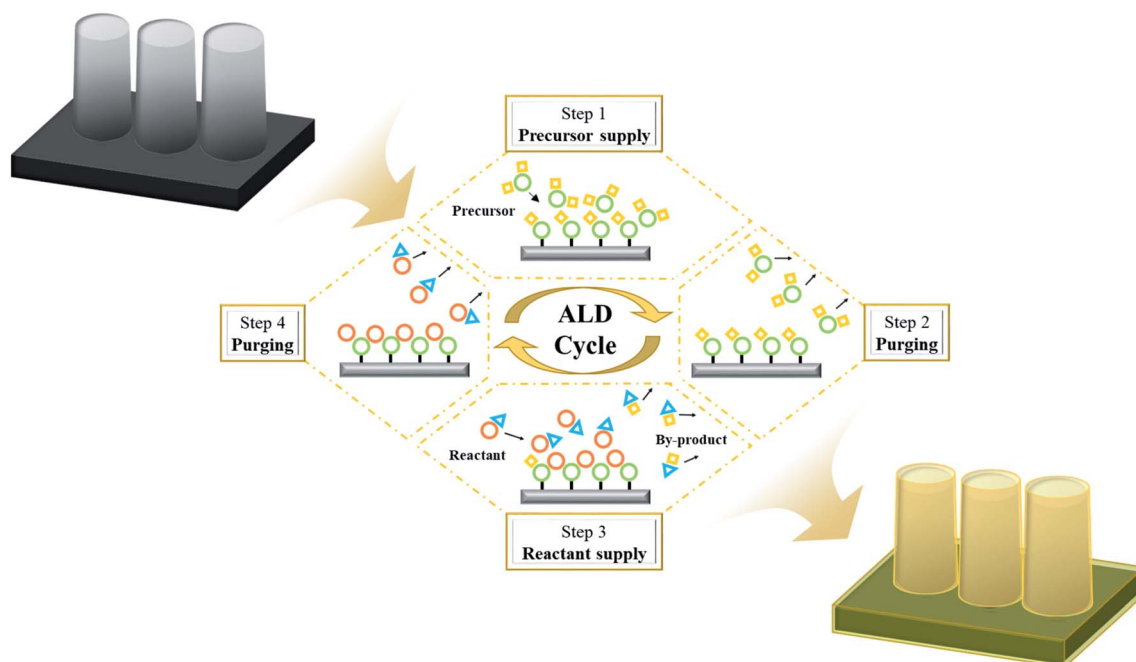 Step 1
Precursor supply
Precursor
Step 4
Purging
ALD
Cycle
Step 2
Purging
Reactant
By-product
Step 3
Reactant supply